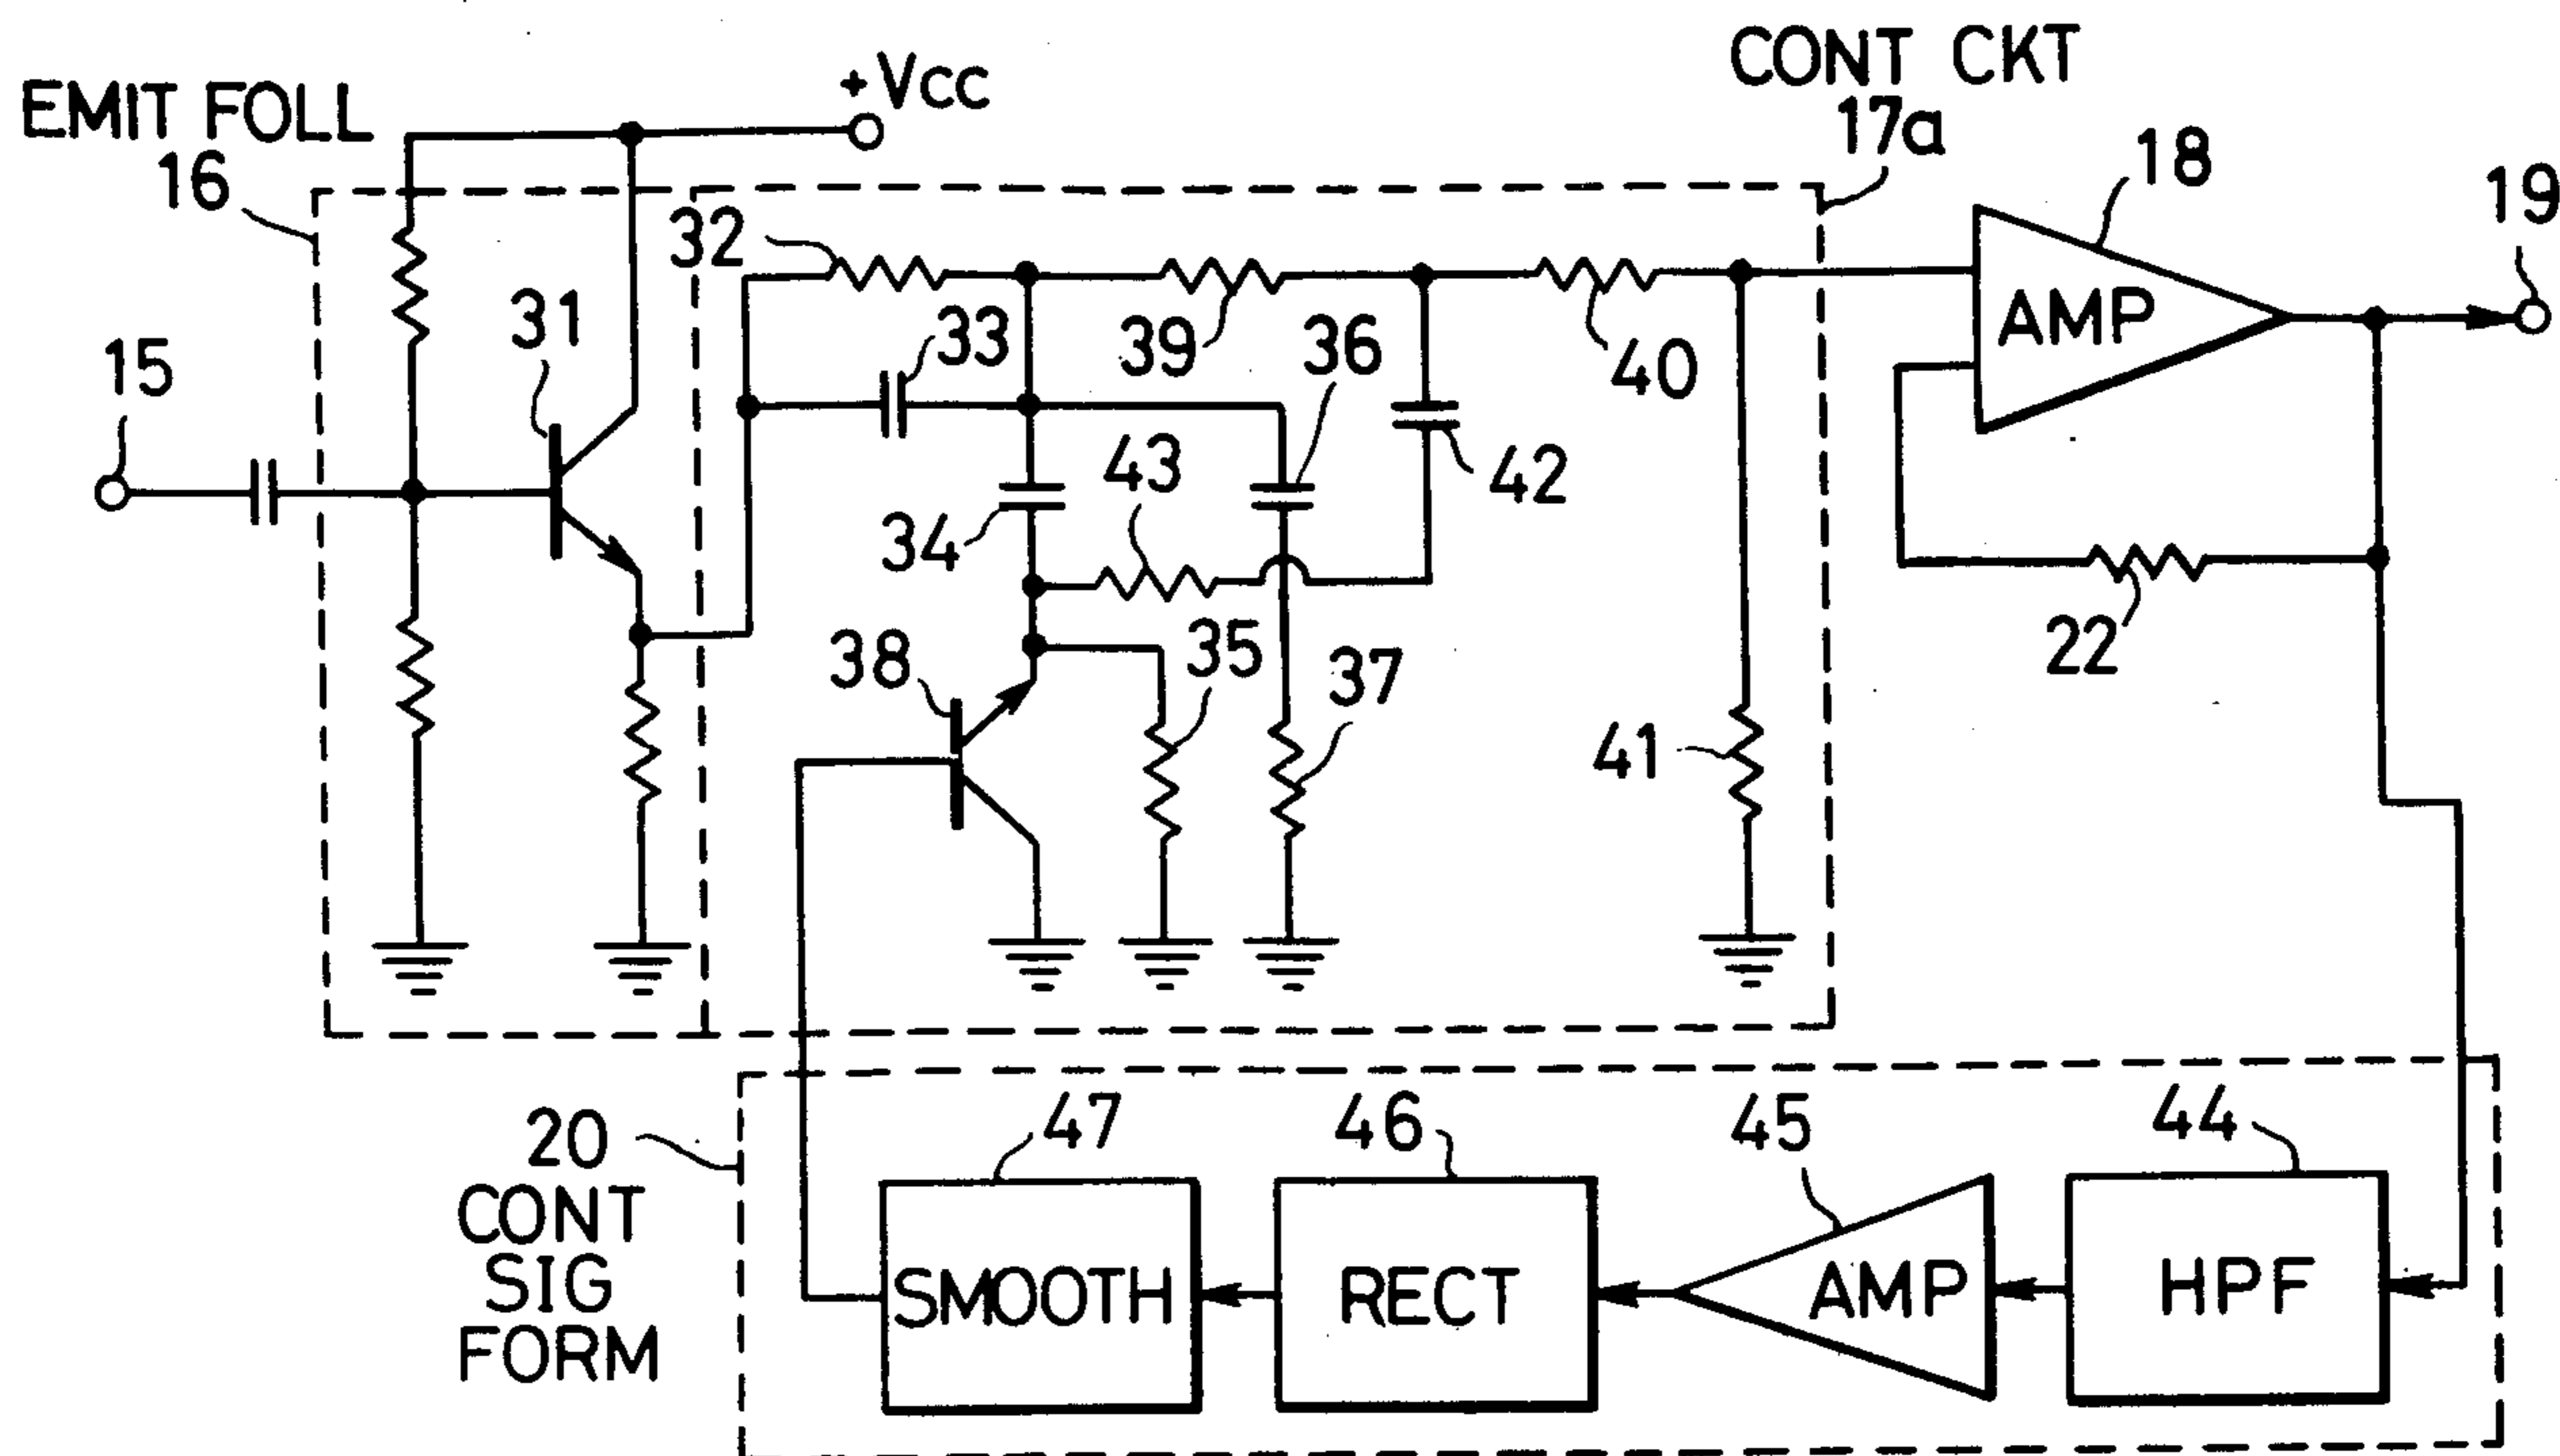 EMIT FOLL
16
+Vcc
CONT CKT
17a
18
19
32
31
33
39
36
40
AMP
15
43
42
34
38
35
37
22
41
20
CONT
SIG
FORM
47
46
45
44
SMOOTH
RECT
AMP
HPF